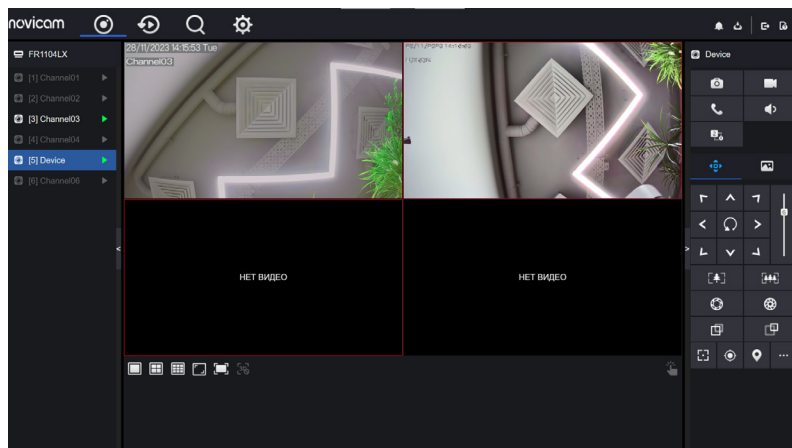 novicam
FR1104LX
[1] Channel01
[2] Channel02
[3] Channel03
[4] Channel04
[5] Device
[6] Channel06
28/11/2023 14:15:53 Tue
Channel03
Device
НЕТ ВИДЕО
НЕТ ВИДЕО